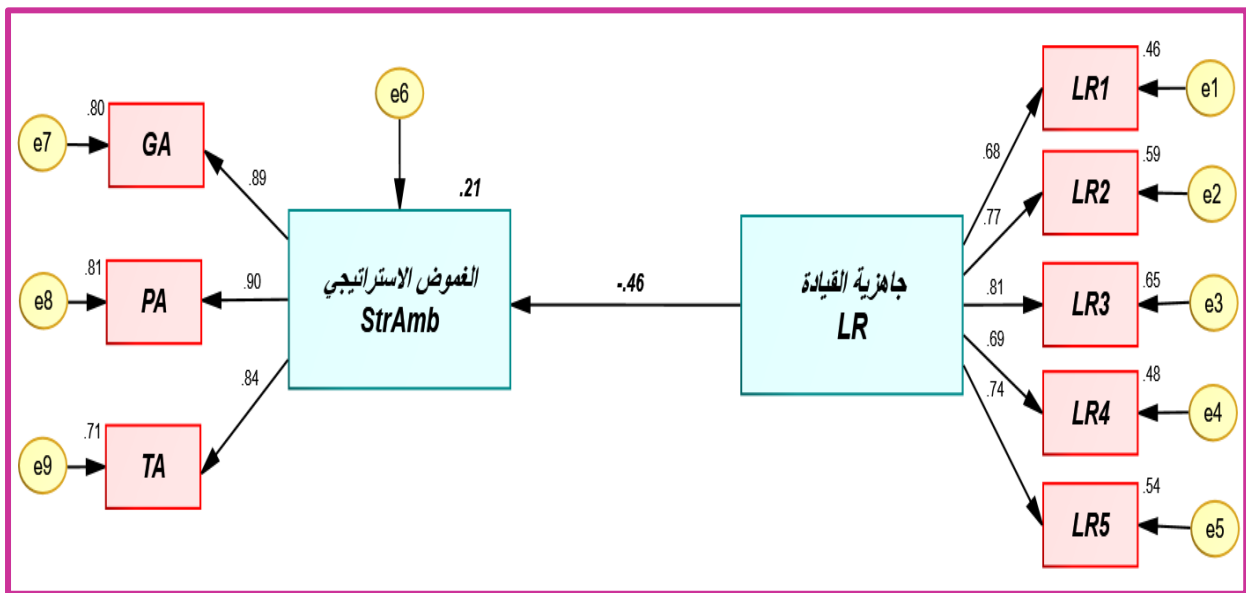 e7
.80
GA
.89
e8
.81
PA
.90
e9
.71
TA
.84
e6
.21
الغموض الاستراتيجي
StrAmb
-.46
جاهزية القيادة
LR
.68
.77
.81
.69
.74
LR1
.46
e1
LR2
.59
e2
LR3
.65
e3
LR4
.48
e4
LR5
.54
e5